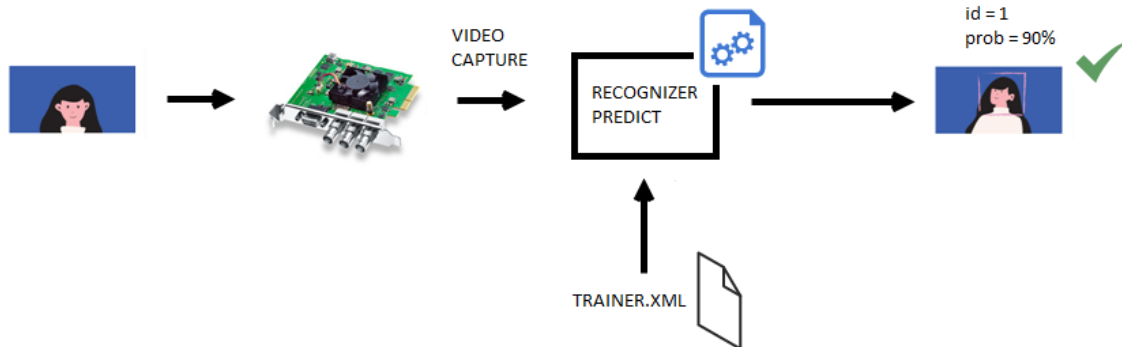 VIDEO
CAPTURE
RECOGNIZER
PREDICT
id = 1
prob = 90%
TRAINER.XML